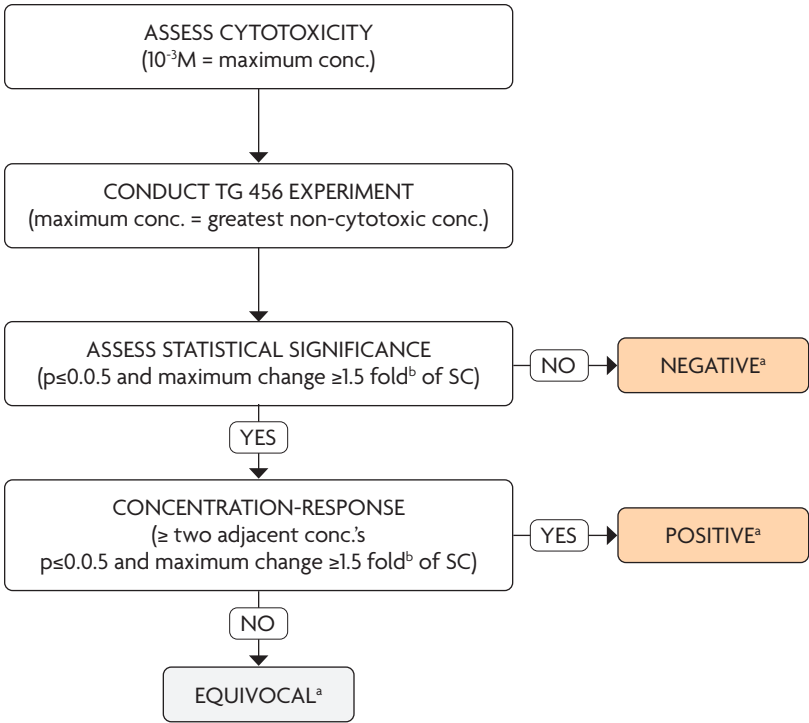 ASSESS CYTOTOXICITY
(10⁻³M = maximum conc.)
CONDUCT TG 456 EXPERIMENT
(maximum conc. = greatest non-cytotoxic conc.)
ASSESS STATISTICAL SIGNIFICANCE
(p≤0.0.5 and maximum change ≥1.5 foldᵇ of SC)
NO
NEGATIVEᵃ
YES
CONCENTRATION-RESPONSE
(≥ two adjacent conc.'s
p≤0.0.5 and maximum change ≥1.5 foldᵇ of SC)
YES
POSITIVEᵃ
NO
EQUIVOCALᵃ